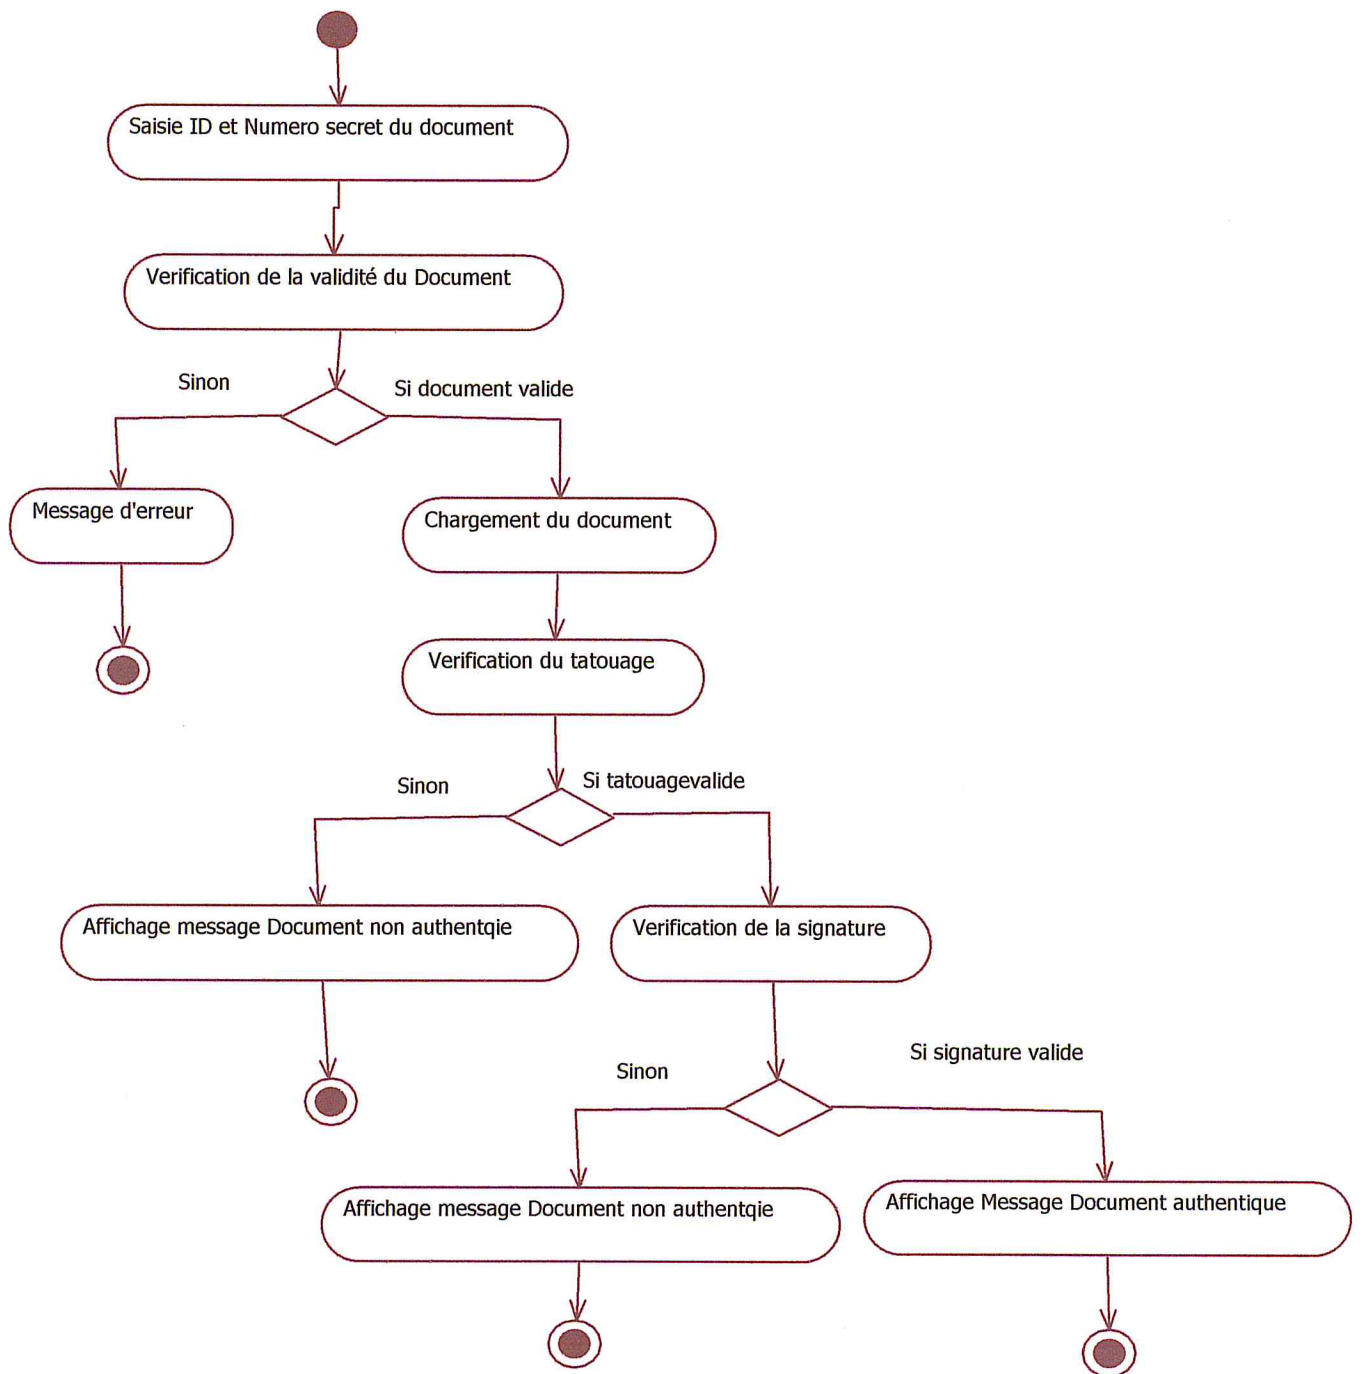 Saisie ID et Numero secret du document
Verification de la validité du Document
Sinon
Si document valide
Message d'erreur
Chargement du document
Verification du tatouage
Sinon
Si tatouagevalide
Affichage message Document non authentqie
Verification de la signature
Si signature valide
Sinon
Affichage message Document non authentqie
Affichage Message Document authentique